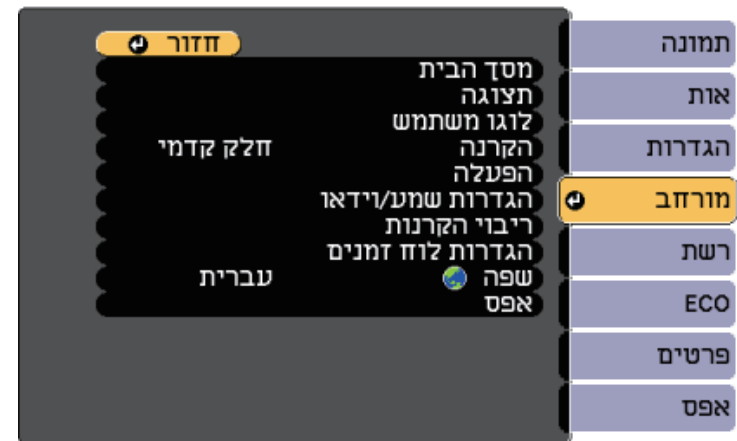 תמונה
אות
הגדרות
מורחב
רשת
ECO
פרטים
אפס
חזור
מסך הבית
תצוגה
לוגו משתמש
הקרנה חלק קדמי
הפעלה
הגדרות שמע/וידאו
ריבוי הקרנות
הגדרות לוח זמנים
שפה עברית
אפס